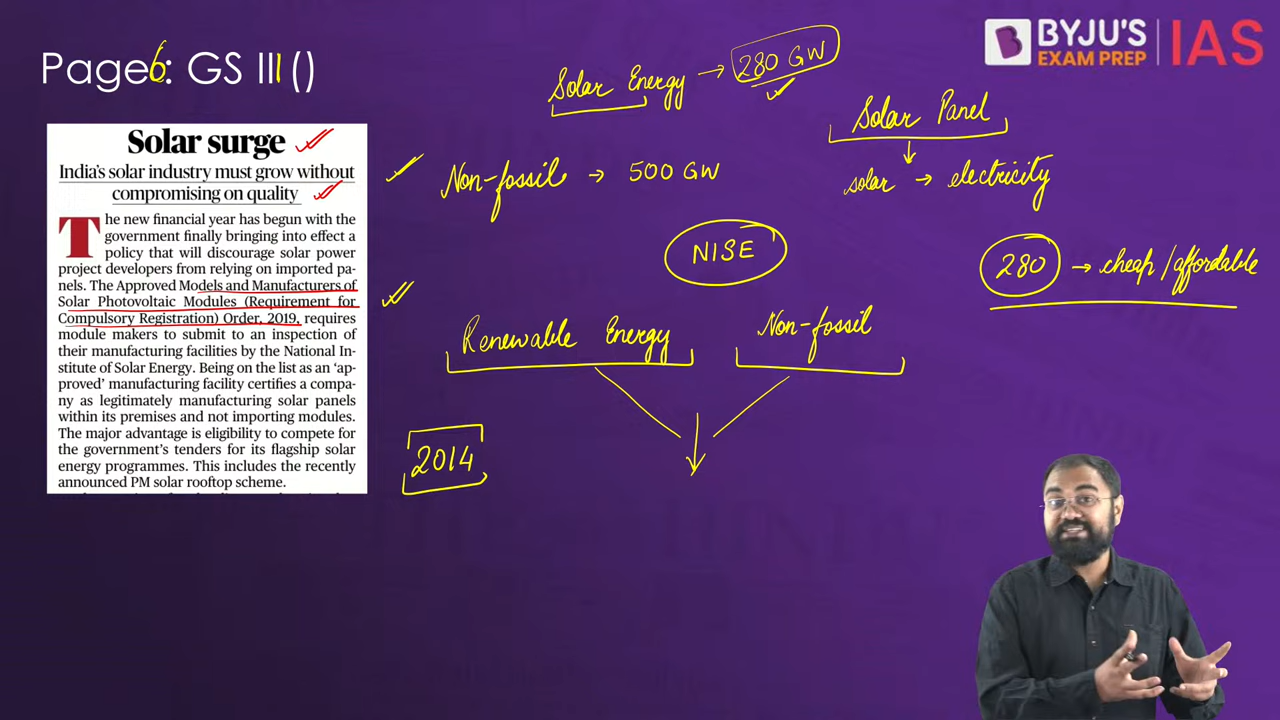 Page 6: GS III ()
BYJU'S
EXAM PREP
IAS
Solar Energy → 280 GW
Solar Panel
solar → electricity
Non-fossil → 500 GW
NISE
280 → cheap/affordable
Renewable Energy
Non-fossil
2014
Solar surge
India's solar industry must grow without
compromising on quality
The new financial year has begun with the
government finally bringing into effect a
policy that will discourage solar power
project developers from relying on imported pa-
nels. The Approved Models and Manufacturers of
Solar Photovoltaic Modules (Requirement for
Compulsory Registration) Order, 2019, requires
module makers to submit to an inspection of
their manufacturing facilities by the National In-
stitute of Solar Energy. Being on the list as an 'ap-
proved' manufacturing facility certifies a compa-
ny as legitimately manufacturing solar panels
within its premises and not importing modules.
The major advantage is eligibility to compete for
the government's tenders for its flagship solar
energy programmes. This includes the recently
announced PM solar rooftop scheme.